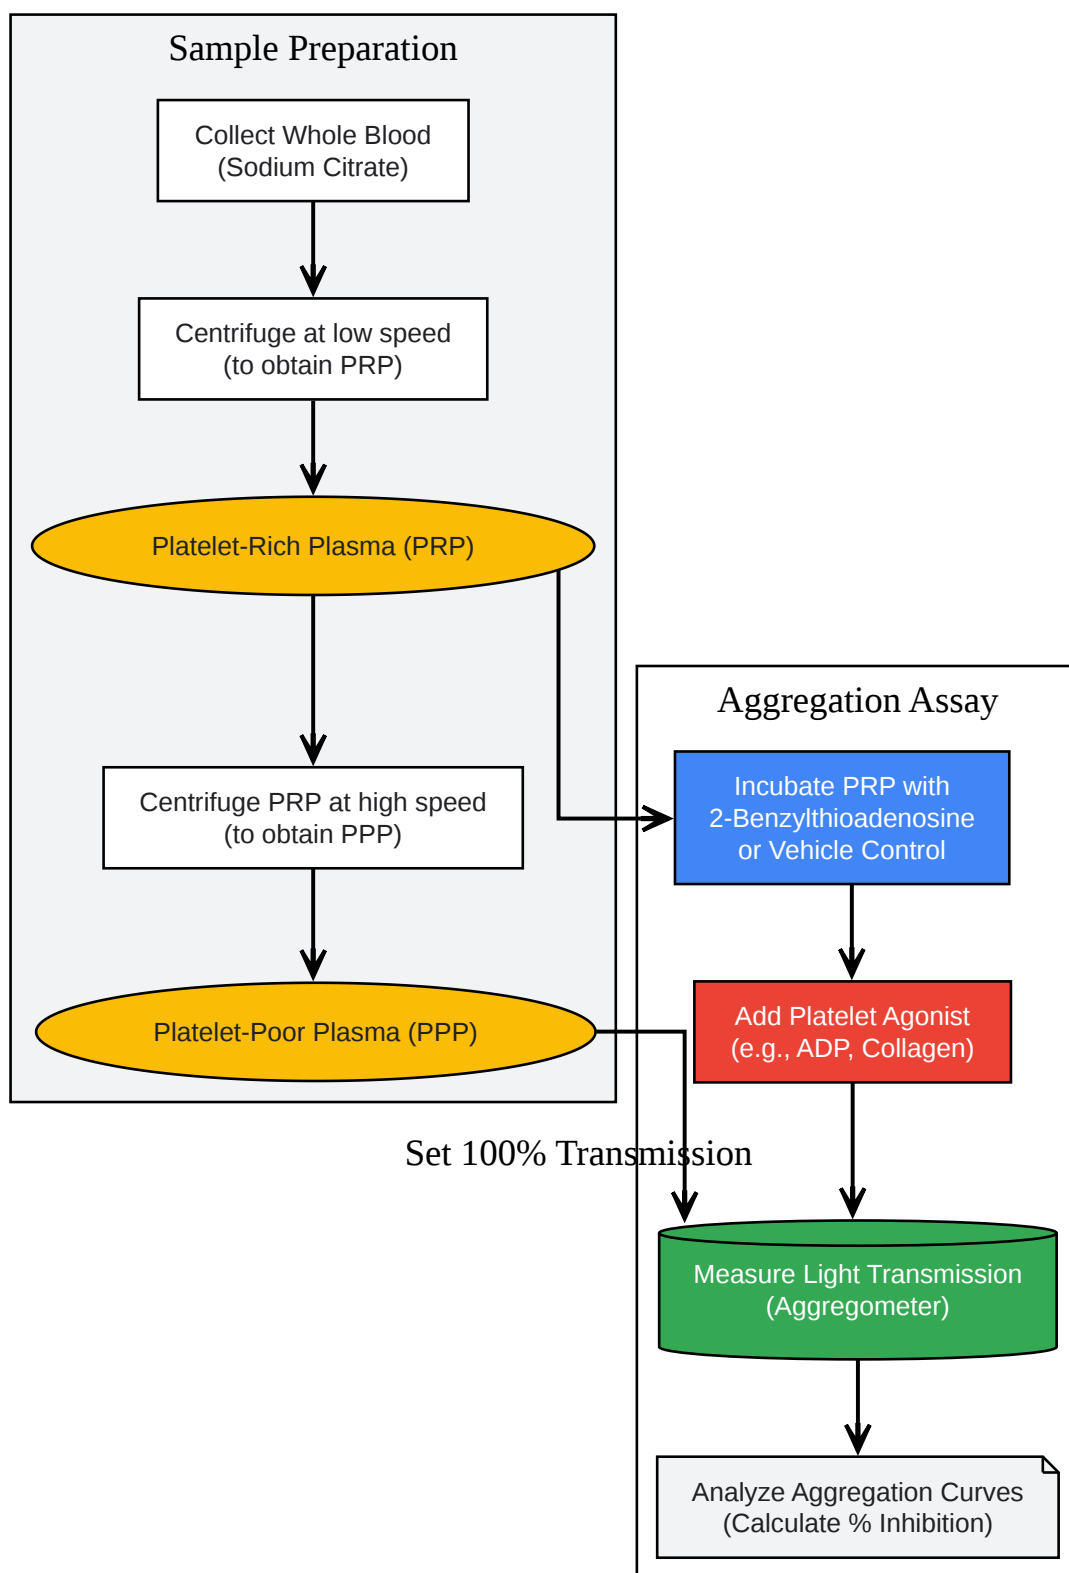 Sample Preparation
Collect Whole Blood
(Sodium Citrate)
Centrifuge at low speed
(to obtain PRP)
Platelet-Rich Plasma (PRP)
Centrifuge PRP at high speed
(to obtain PPP)
Platelet-Poor Plasma (PPP)
Set 100% Transmission
Aggregation Assay
Incubate PRP with
2-Benzylthioadenosine
or Vehicle Control
Add Platelet Agonist
(e.g., ADP, Collagen)
Measure Light Transmission
(Aggregometer)
Analyze Aggregation Curves
(Calculate % Inhibition)